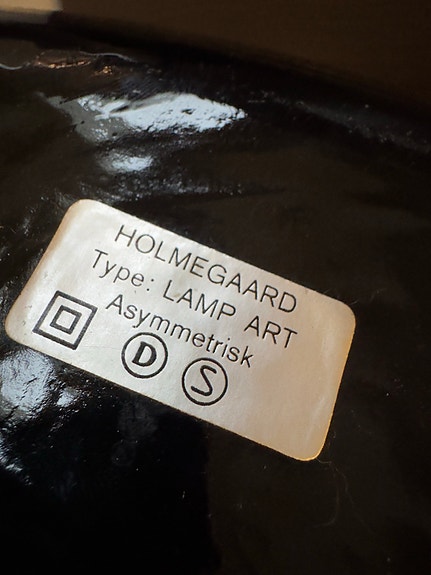 HOLMEGAARD
Type: LAMP ART
Asymmetrisk
D S